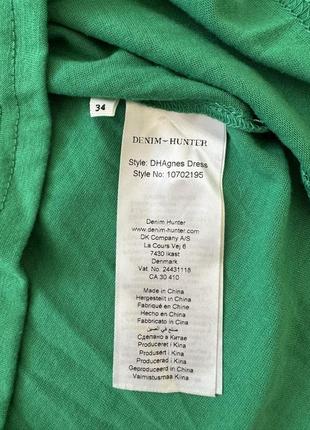 34
DENIM-HUNTER
Style: DHAgnes Dress
Style No: 10702195
Denim Hunter
www.denim-hunter.com
DK Company A/S
La Cours Vej 6
7430 Ikast
Denmark
Vat. No. 24431118
CA 30 410
Made in China
Hergestellt in China
Fabriqué en Chine
Hecho en China
Fabbricato in Cina
صنع في الصين
Сделано в Китае
Produceret i Kina
Produsert i Kina
Producerad i Kina
Geproduceerd in China
Valmistusmaa Kiina